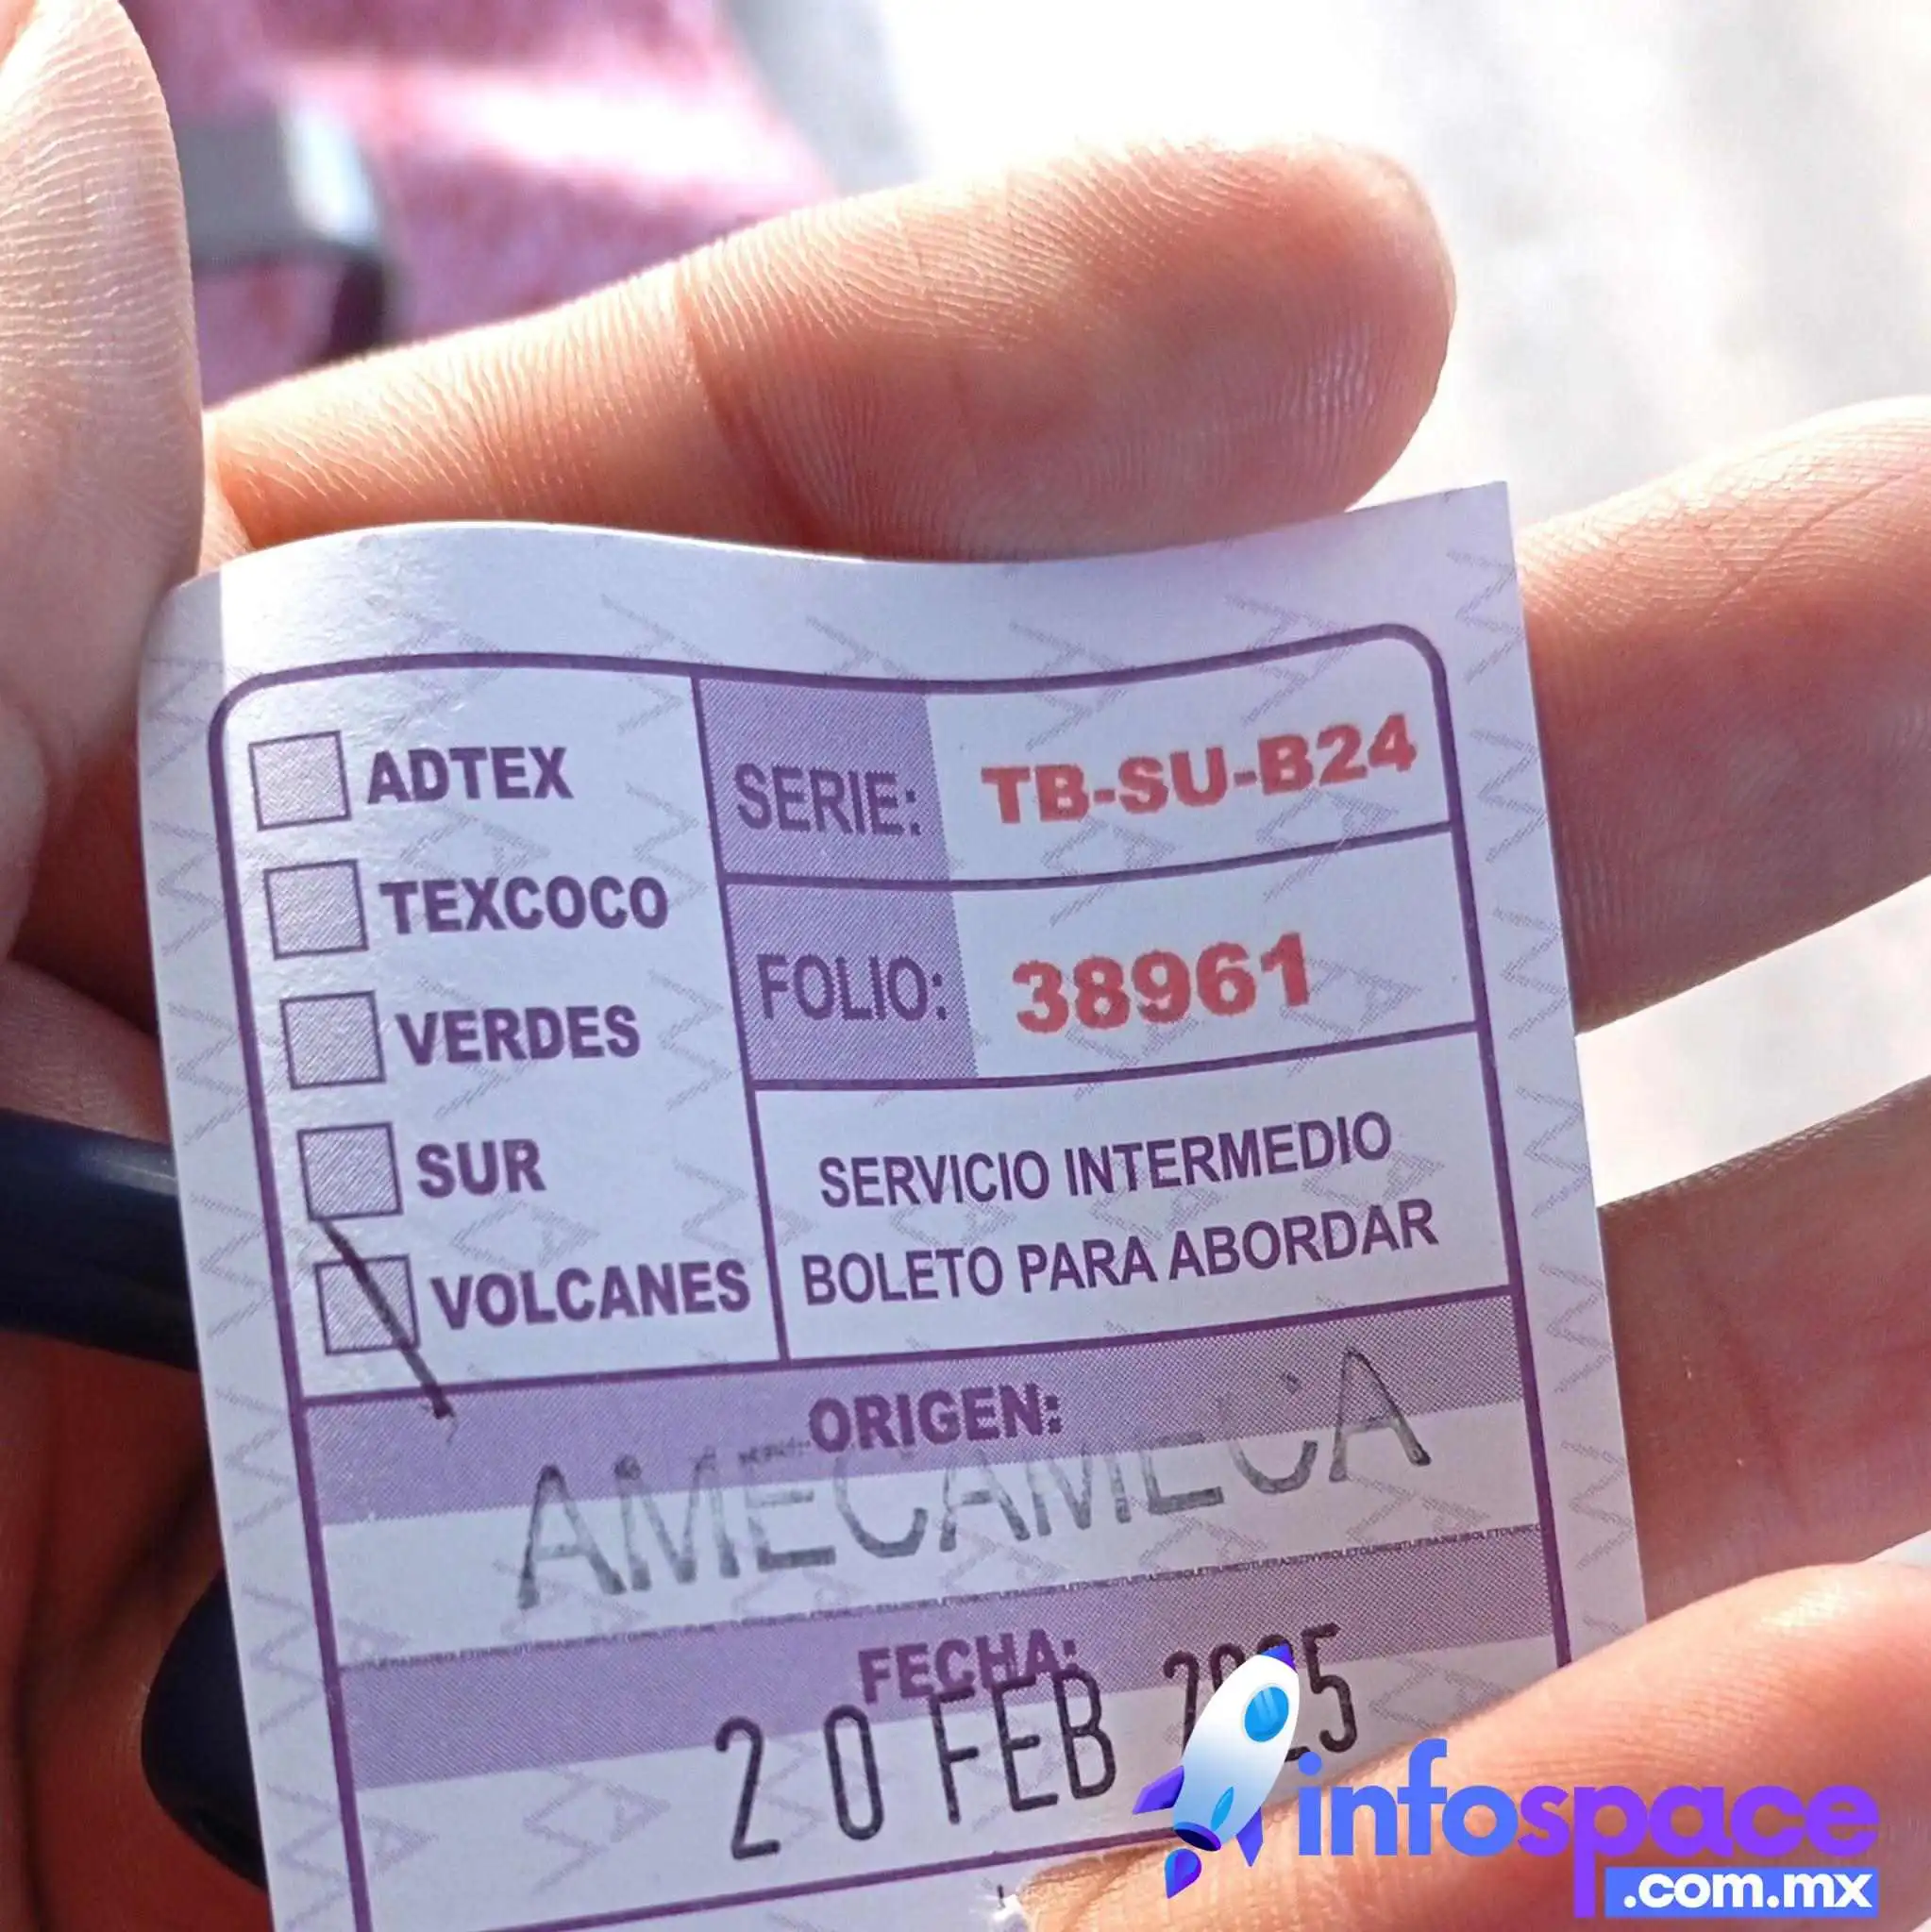 ADTEX
TEXCOCO
VERDES
SUR
VOLCANES
SERIE: TB-SU-B24
FOLIO: 38961
SERVICIO INTERMEDIO
BOLETO PARA ABORDAR
ORIGEN:
AMECAMECA
FECHA:
20 FEB 2025
infospace
.com.mx